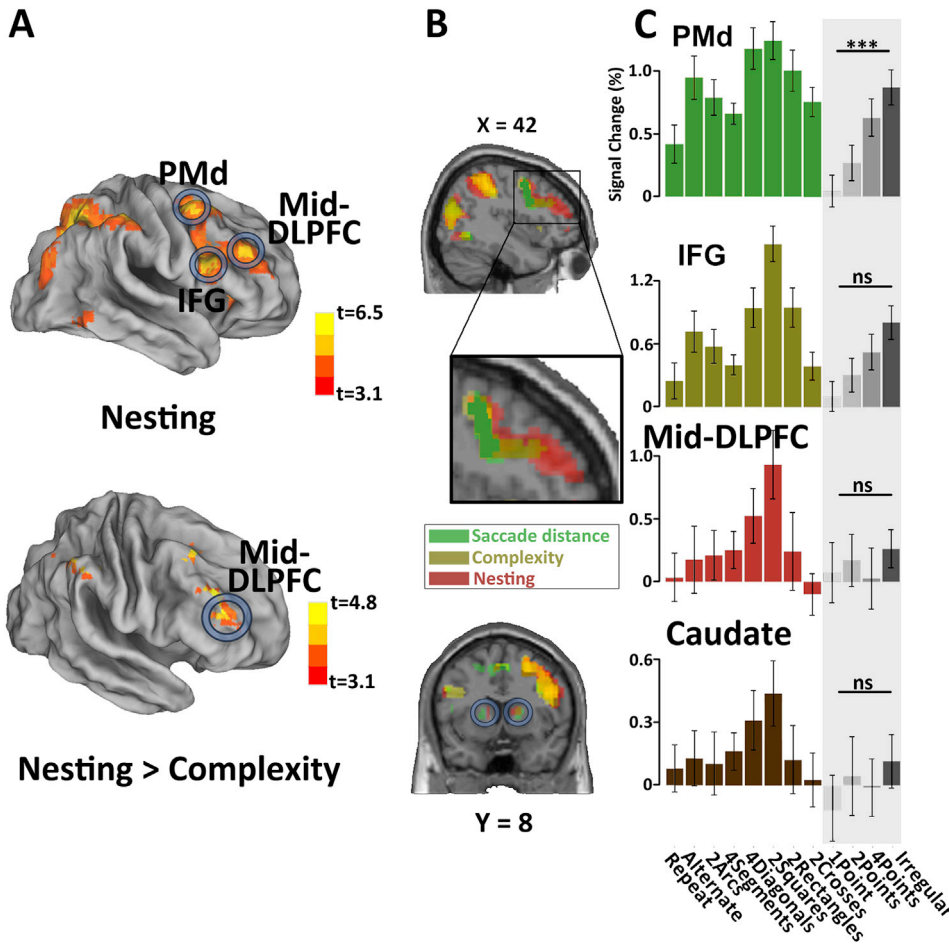 A
PMd
Mid-
DLPFC
IFG
t=6.5
t=3.1
Nesting
Mid-
DLPFC
t=4.8
t=3.1
Nesting > Complexity
B
X = 42
Saccade distance
Complexity
Nesting
Y = 8
C
PMd
Signal Change (%)
1.0
0.5
0
***
IFG
1.2
0.6
0
ns
Mid-DLPFC
1.0
0.5
0
ns
Caudate
0.6
0.3
0
ns
Repeat
Alternate
2Arcs
4Segments
4Diagonals
2Squares
2Rectangles
2Crosses
1Point
2Points
4Points
Irregular